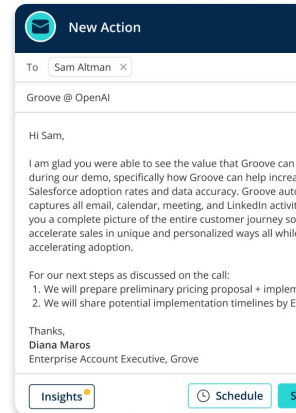 New Action
To Sam Altman ×
Groove @ OpenAI
Hi Sam,
I am glad you were able to see the value that Groove can
during our demo, specifically how Groove can help increa
Salesforce adoption rates and data accuracy. Groove auto
captures all email, calendar, meeting, and LinkedIn activit
you a complete picture of the entire customer journey so
accelerate sales in unique and personalized ways all while
accelerating adoption.
For our next steps as discussed on the call:
1. We will prepare preliminary pricing proposal + implem
2. We will share potential implementation timelines by E
Thanks,
Diana Maros
Enterprise Account Executive, Grove
Insights Schedule S